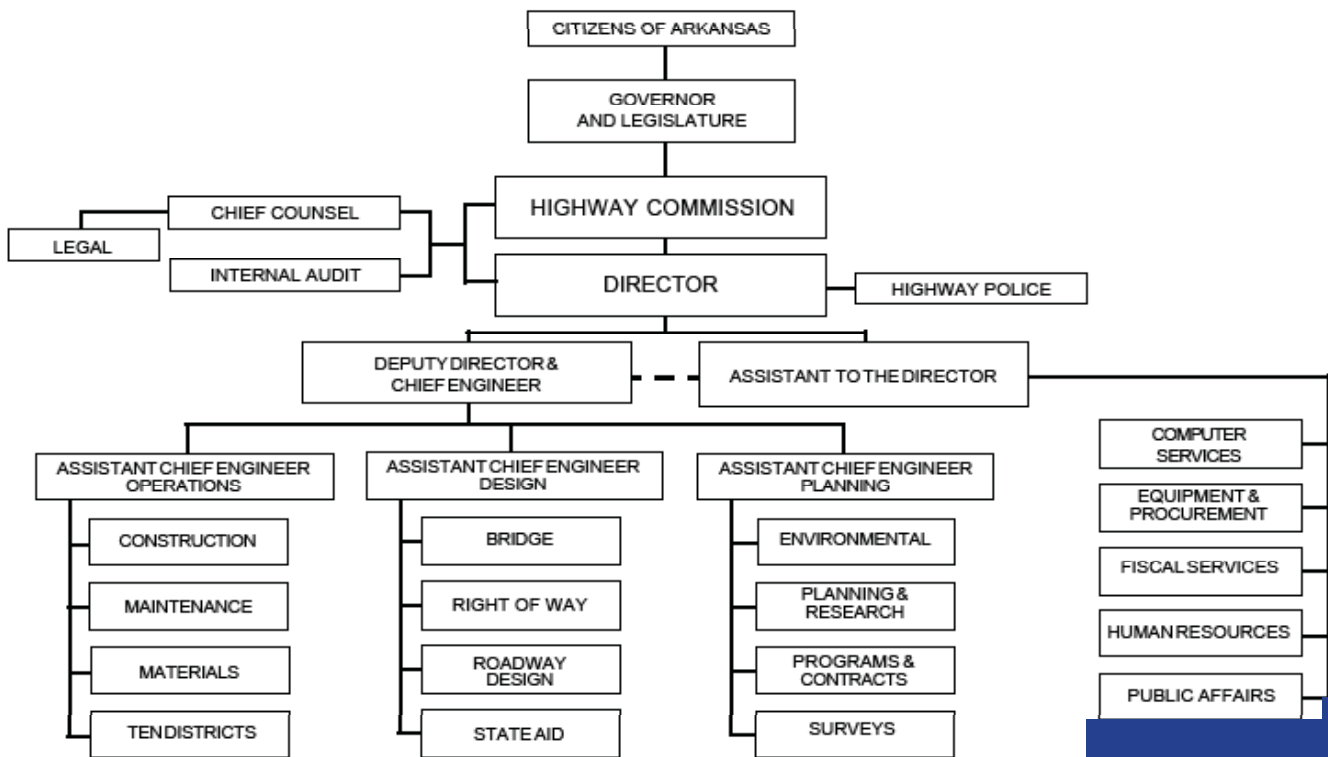 CITIZENS OF ARKANSAS
GOVERNOR
AND LEGISLATURE
HIGHWAY COMMISSION
CHIEF COUNSEL
LEGAL
INTERNAL AUDIT
DIRECTOR
HIGHWAY POLICE
DEPUTY DIRECTOR &
CHIEF ENGINEER
ASSISTANT TO THE DIRECTOR
ASSISTANT CHIEF ENGINEER
OPERATIONS
CONSTRUCTION
MAINTENANCE
MATERIALS
TEN DISTRICTS
ASSISTANT CHIEF ENGINEER
DESIGN
BRIDGE
RIGHT OF WAY
ROADWAY
DESIGN
STATE AID
ASSISTANT CHIEF ENGINEER
PLANNING
ENVIRONMENTAL
PLANNING &
RESEARCH
PROGRAMS &
CONTRACTS
SURVEYS
COMPUTER
SERVICES
EQUIPMENT &
PROCUREMENT
FISCAL SERVICES
HUMAN RESOURCES
PUBLIC AFFAIRS